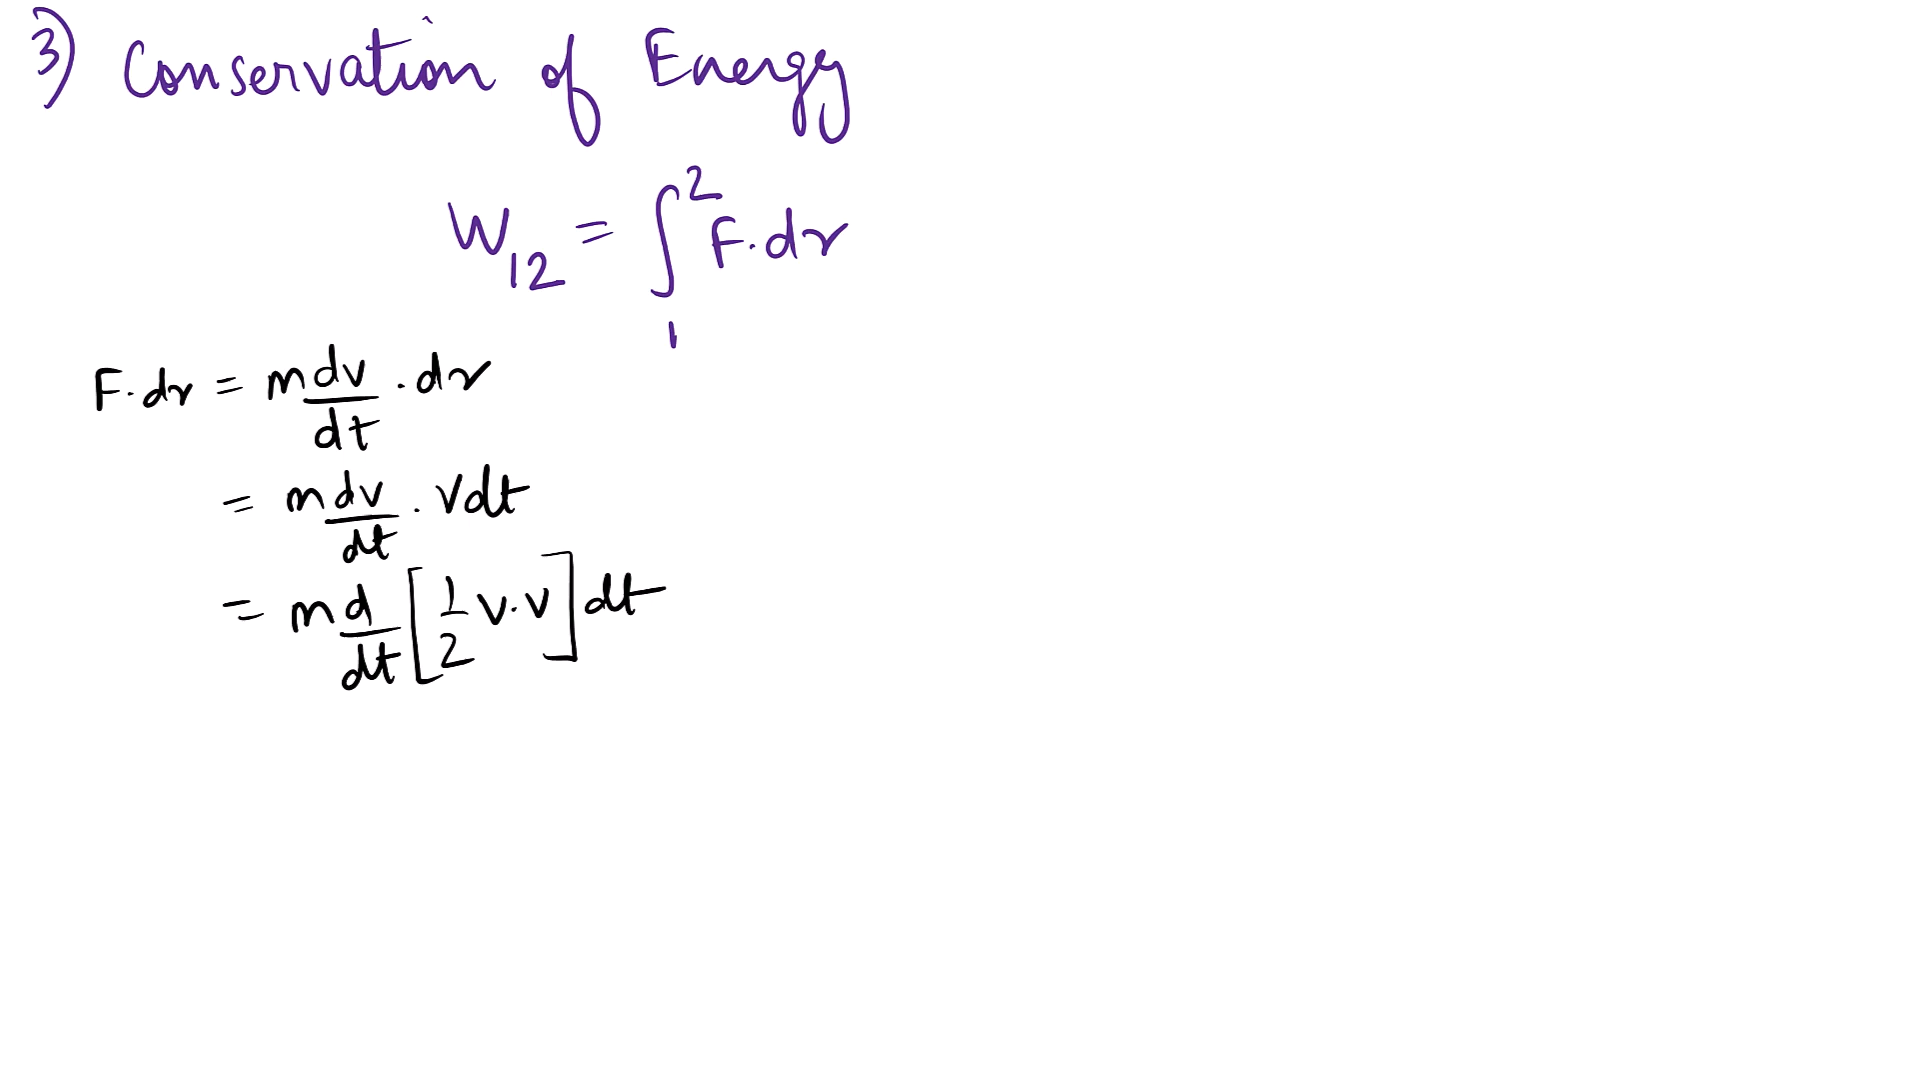 3) Conservation of Energy
W₁₂ = ∫₁² F.dr
F.dr = m dv/dt . dr
= m dv/dt . vdt
= m d/dt [1/2 v.v] dt